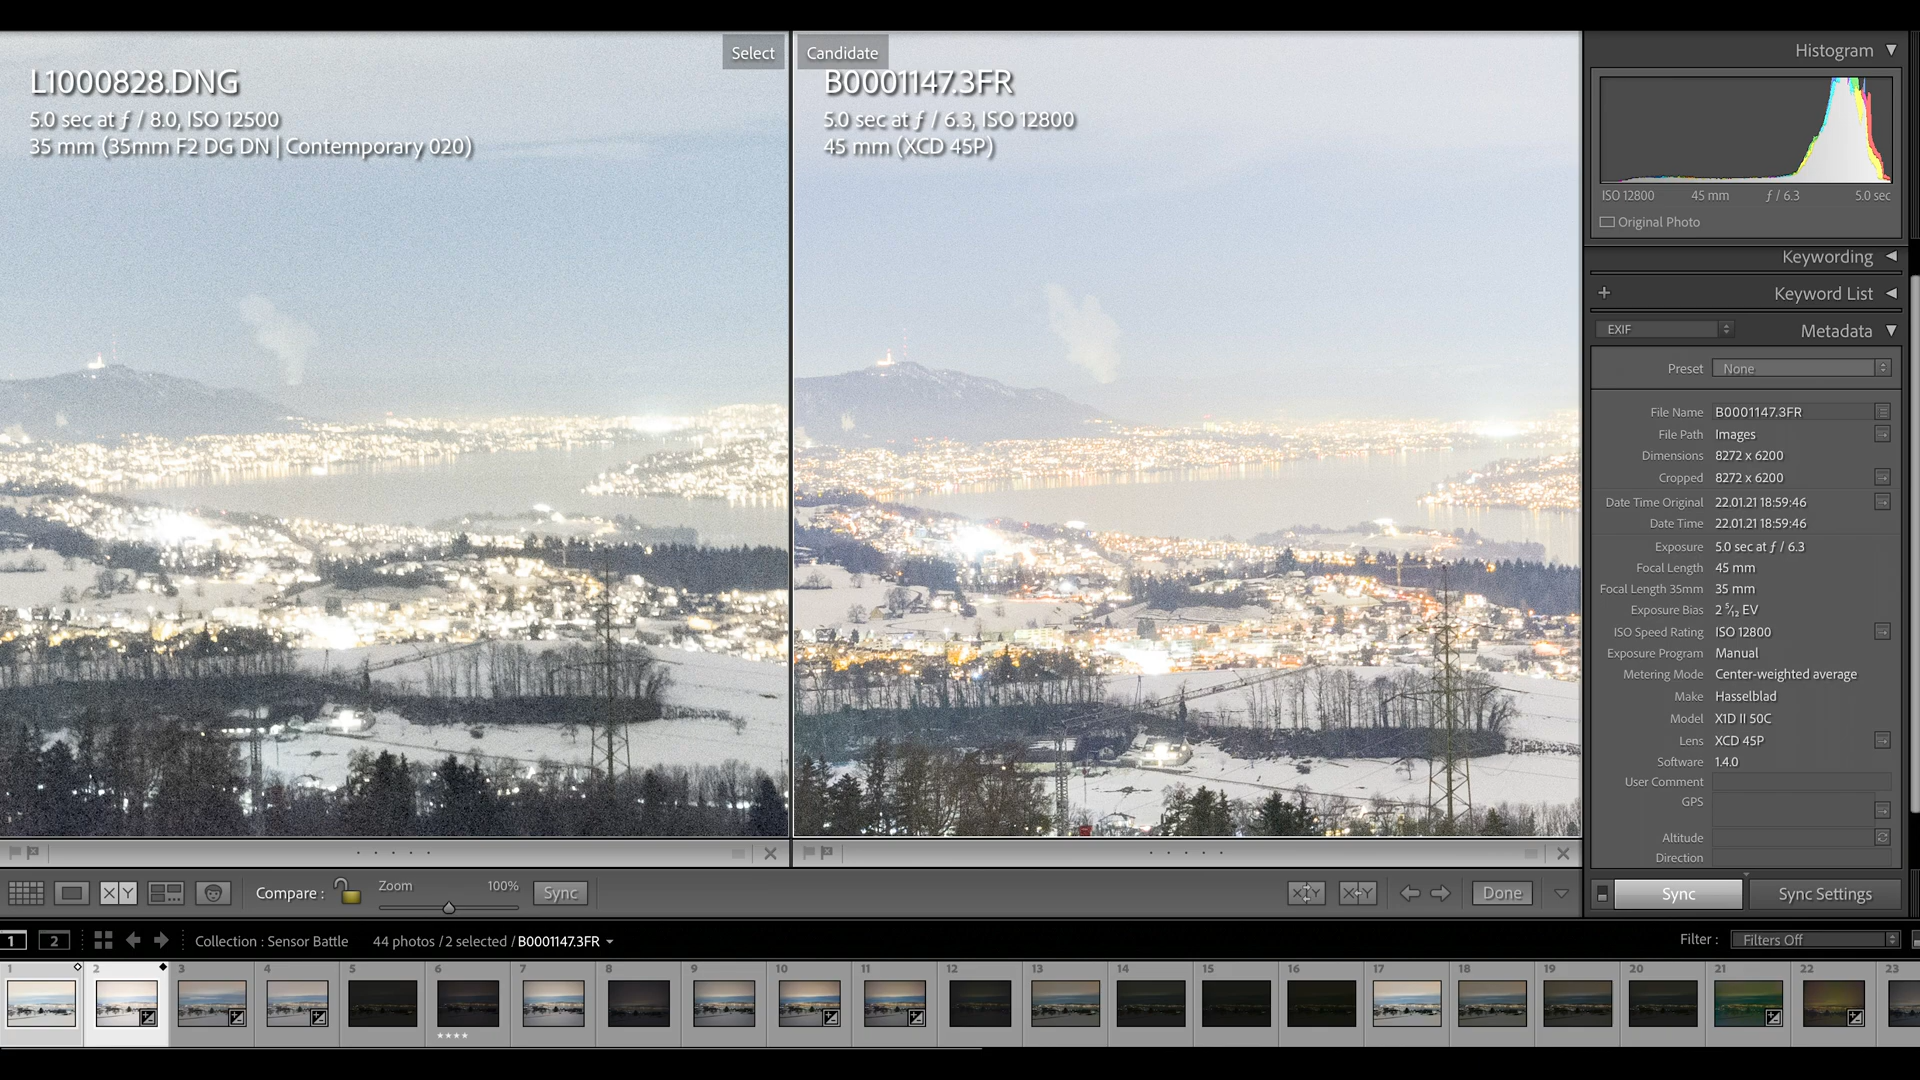 Select
L1000828.DNG
5.0 sec at ƒ / 8.0, ISO 12500
35 mm (35mm F2 DG DN | Contemporary 020)
Candidate
B0001147.3FR
5.0 sec at ƒ / 6.3, ISO 12800
45 mm (XCD 45P)
Histogram
ISO 12800 45 mm ƒ / 6.3 5.0 sec
Original Photo
Keywording
+ Keyword List
EXIF Metadata
Preset None
File Name B0001147.3FR
File Path Images
Dimensions 8272 x 6200
Cropped 8272 x 6200
Date Time Original 22.01.21 18:59:46
Date Time 22.01.21 18:59:46
Exposure 5.0 sec at ƒ / 6.3
Focal Length 45 mm
Focal Length 35mm 35 mm
Exposure Bias 2 5/12 EV
ISO Speed Rating ISO 12800
Exposure Program Manual
Metering Mode Center-weighted average
Make Hasselblad
Model X1D II 50C
Lens XCD 45P
Software 1.4.0
User Comment
GPS
Altitude
Direction
X Y Compare : Zoom 100% Sync X Y X Y Done
Sync Sync Settings
1 2 Collection : Sensor Battle 44 photos / 2 selected / B0001147.3FR Filter : Filters Off
1 2 3 4 5 6 7 8 9 10 11 12 13 14 15 16 17 18 19 20 21 22 23
★★★★